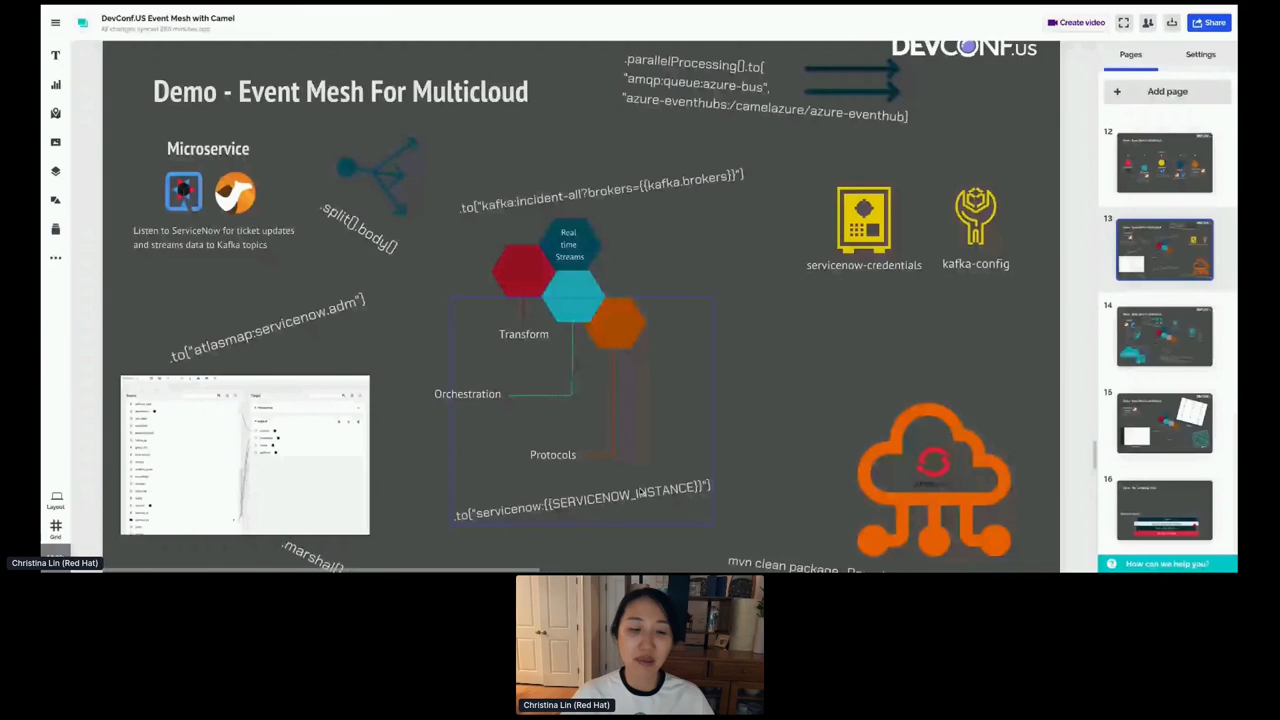 DevConf.US Event Mesh with Camel
Create video
Share
DEVCONF.US
Pages
Settings
Add page
Demo - Event Mesh For Multicloud
.parallelProcessing().to(
"amqp:queue:azure-bus",
"azure-eventhubs:/camelazure/azure-eventhub)
Microservice
Listen to ServiceNow for ticket updates
and streams data to Kafka topics
.split().body()
.to("kafka:incident-all?brokers={{kafka.brokers}}")
Real
time
Streams
servicenow-credentials
kafka-config
.to("atlasmap:servicenow.adm")
Transform
Orchestration
Protocols
.to("servicenow:{{SERVICENOW_INSTANCE}}")
.marshal()
mvn clean package
12
13
14
15
16
Layout
Grid
How can we help you?
Christina Lin (Red Hat)
Christina Lin (Red Hat)